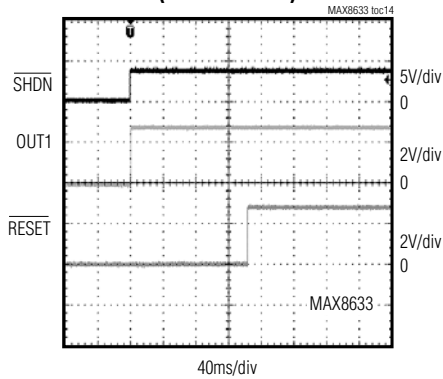 MAX8633 toc14
SHDN
5V/div
0
OUT1
2V/div
0
RESET
2V/div
0
MAX8633
40ms/div